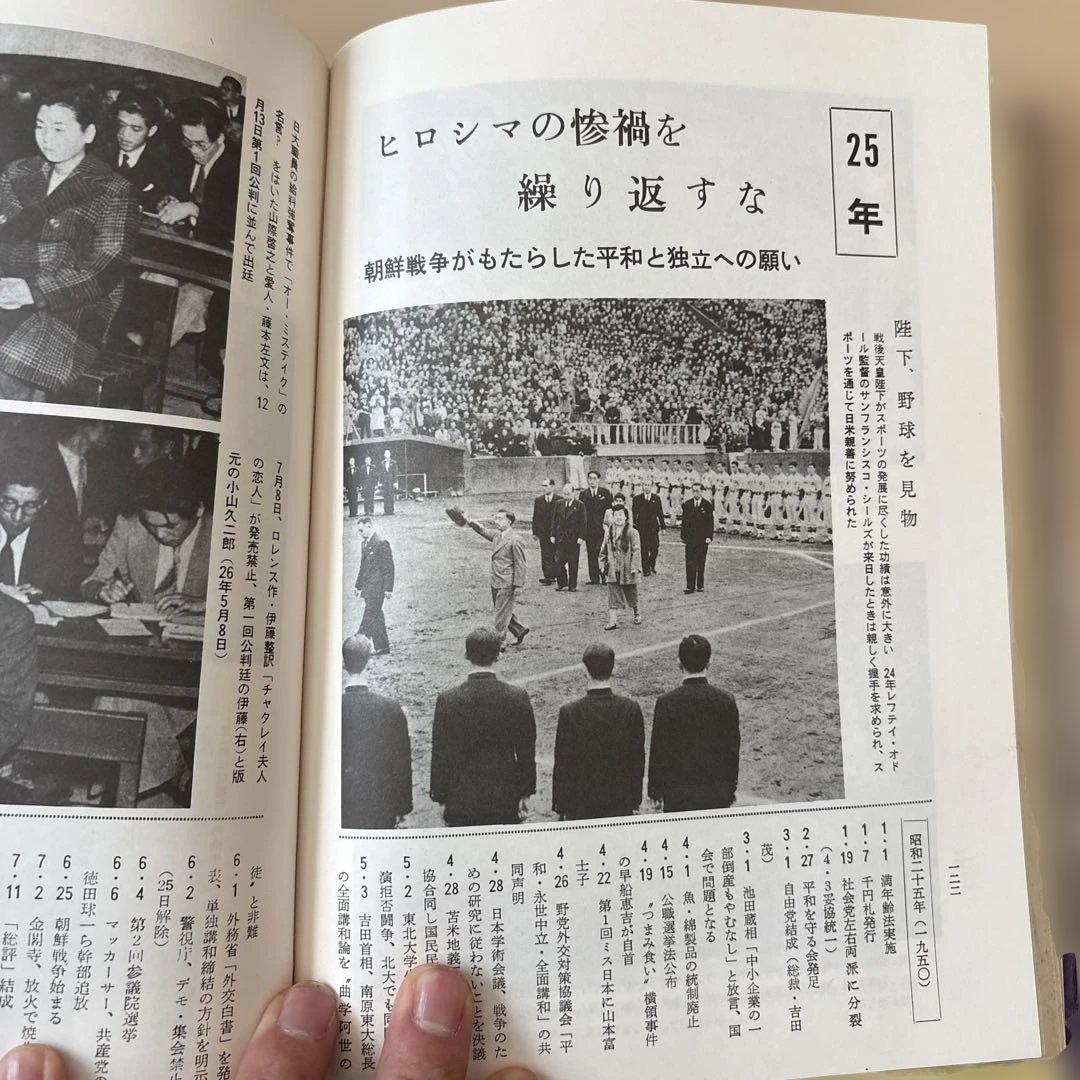 25年
ヒロシマの惨禍を
繰り返すな
朝鮮戦争がもたらした平和と独立への願い
陛下、野球を見物
戦後天皇陛下がスポーツの発展に尽くした功績は意外に大きい 24年レフテイ・オド
ール監督のサンフランシスコ・シールズが来日したときは親しく握手を求められ、ス
ポーツを通じて日米親善に努められた
一二二
昭和二十五年(一九五〇)
1・1 満年齢法実施
1・7 千円札発行
1・19 社会党左右両派に分裂
(4・3妥協統一)
2・27 平和を守る会発足
3・1 自由党結成(総裁・吉田
茂)
3・1 池田蔵相「中小企業の一
部倒産もやむなし」と放言、国
会で問題となる
4・1 魚・綿製品の統制廃止
4・15 公職選挙法公布
4・19 〝つまみ食い〟横領事件
の早船恵吉が自首
4・22 第1回ミス日本に山本富
士子
4・26 野党外交対策協議会「平
和・永世中立・全面講和」の共
同声明
4・28 日本学術会議、戦争のた
めの研究に従わないことを決議
4・28 苫米地義
協合同し国民民
5・2 東北大学
演拒否闘争、北大でも同
5・3 吉田首相、南原東大総長
の全面講和論を〝曲学阿世の
日大職員の給料強奪事件で「オー・ミステイク」の
名言? をはいた山際啓之と愛人・藤本左文は、12
月13日第1回公判に並んで出廷
7月8日、ロレンス作・伊藤整訳「チャタレイ夫人
の恋人」が発売禁止、第一回公判廷の伊藤(右)と版
元の小山久二郎(26年5月8日)
徒〟と非難
6・1 外務省「外交白書」を発
表、単独講和締結の方針を明示
6・2 警視庁、デモ・集会禁止
(25日解除)
6・4 第2回参議院選挙
6・6 マッカーサー、共産党の
徳田球一ら幹部追放
6・25 朝鮮戦争始まる
7・2 金閣寺、放火で焼
7・11 「総評」結成